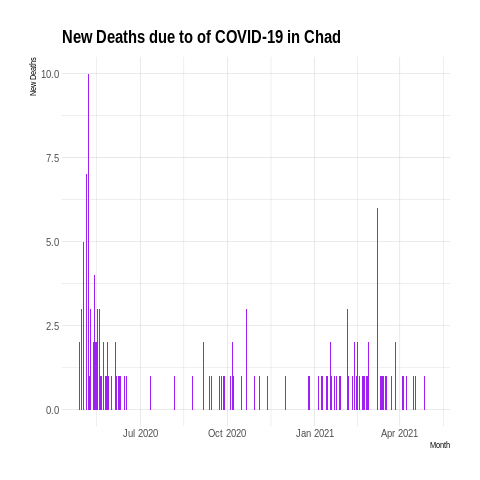 New Deaths due to of COVID-19 in Chad
New Deaths
10.0
7.5
5.0
2.5
0.0
Jul 2020 Oct 2020 Jan 2021 Apr 2021
Month